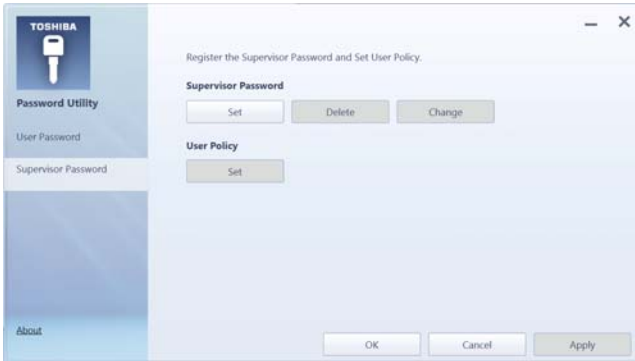 TOSHIBA
Password Utility
User Password
Supervisor Password
About
Register the Supervisor Password and Set User Policy.
Supervisor Password
Set Delete Change
User Policy
Set
OK Cancel Apply